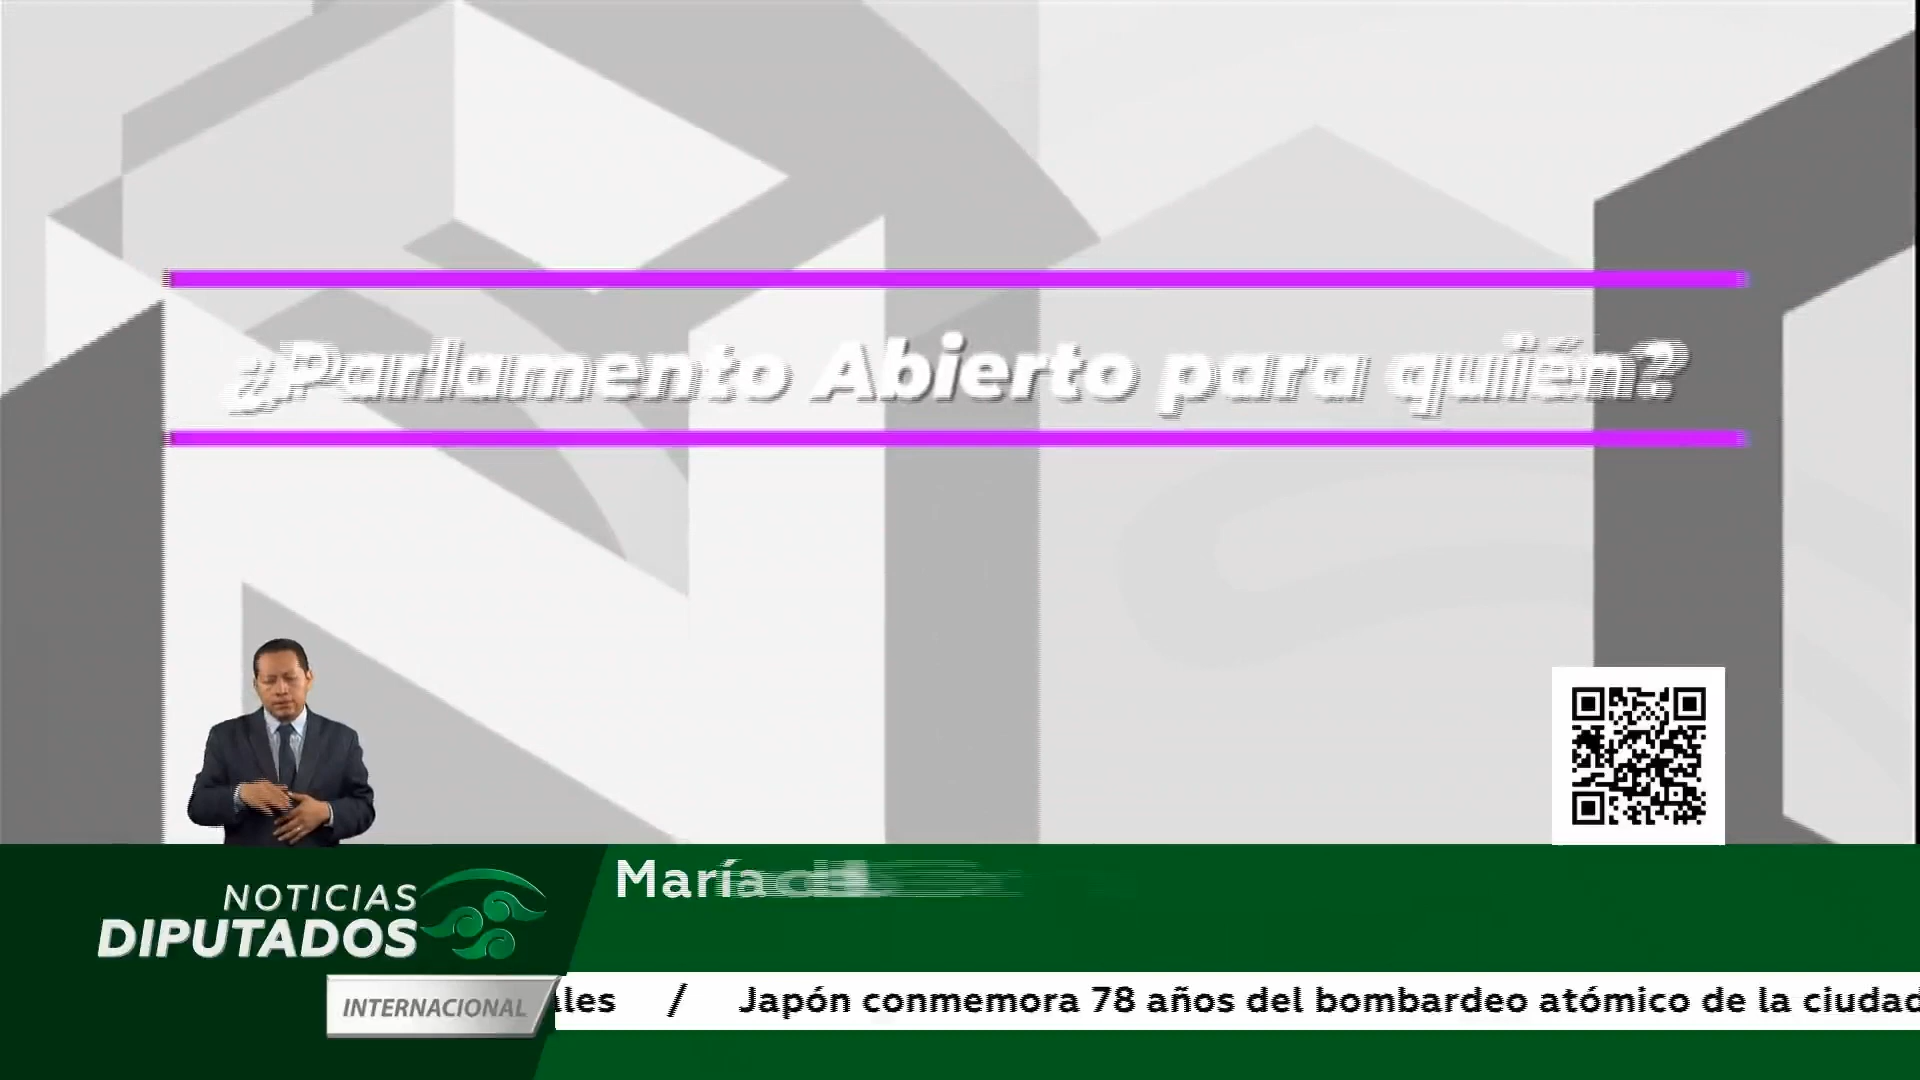 ¿Parlamento Abierto para quién?
María
NOTICIAS
DIPUTADOS
INTERNACIONAL
ales / Japón conmemora 78 años del bombardeo atómico de la ciudad